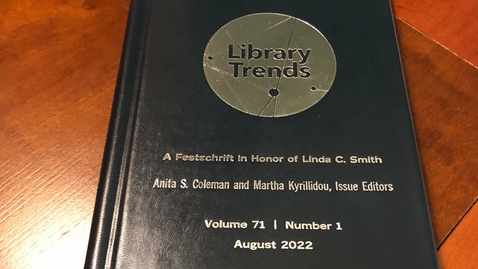 Library
Trends
A Festschrift in Honor of Linda C. Smith
Anita S. Coleman and Martha Kyrillidou, Issue Editors
Volume 71 | Number 1
August 2022